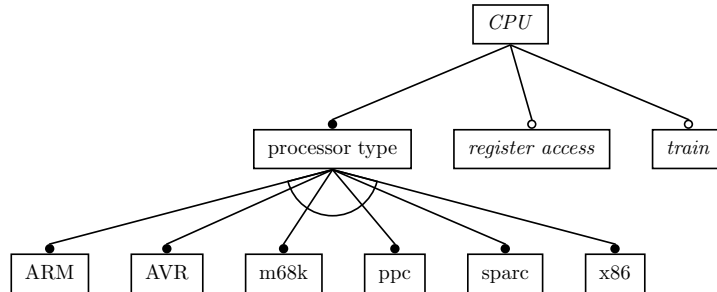 CPU
processor type
register access
train
ARM
AVR
m68k
ppc
sparc
x86